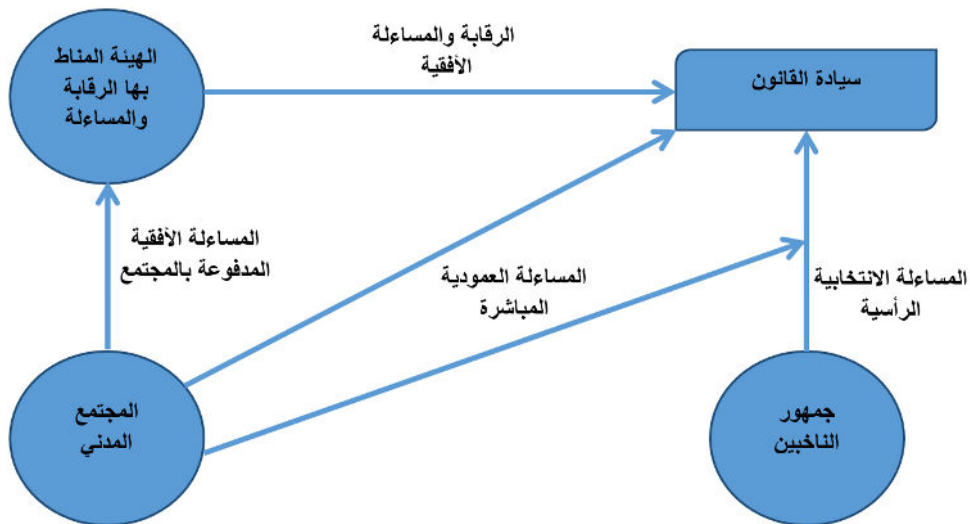 الهيئة المناط
بها الرقابة
والمساءلة
الرقابة والمساءلة
الأفقية
سيادة القانون
المساءلة الأفقية
المدفوعة بالمجتمع
المساءلة العمودية
المباشرة
المساءلة الانتخابية
الرأسية
المجتمع
المدني
جمهور
الناخبين